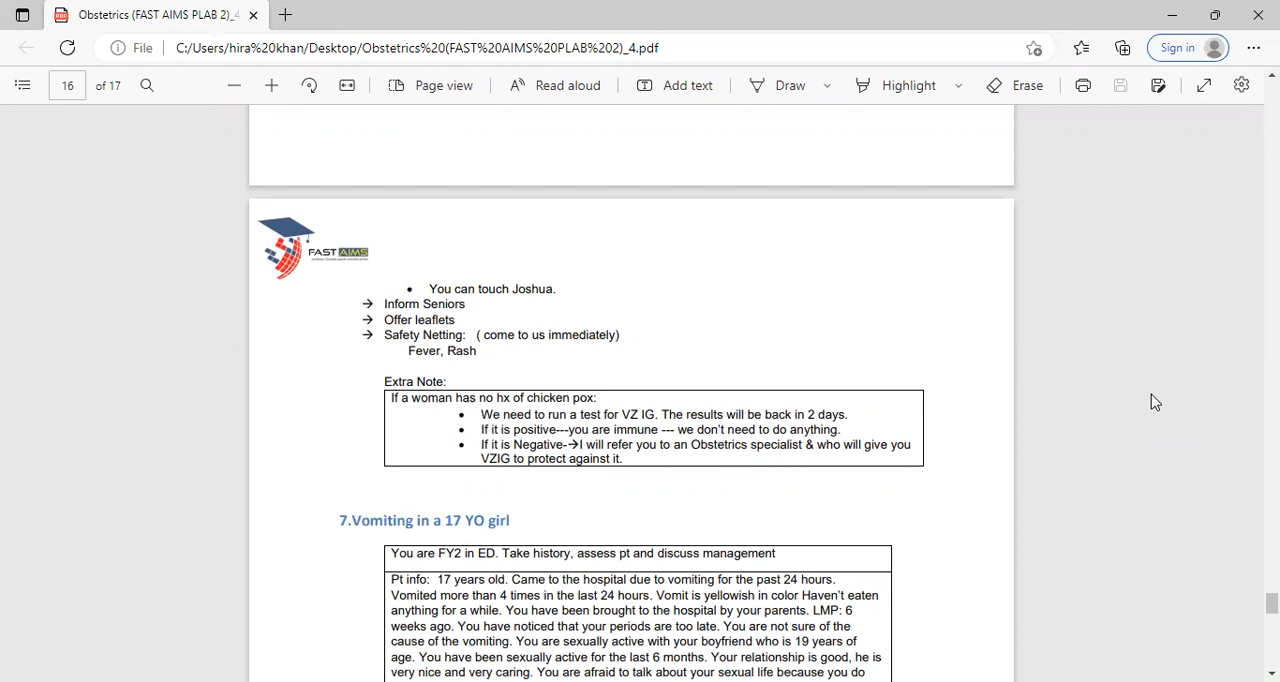 Obstetrics (FAST AIMS PLAB 2)_4
File C:/Users/hira%20khan/Desktop/Obstetrics%20(FAST%20AIMS%20PLAB%202)_4.pdf Sign in
16 of 17 Page view Read aloud Add text Draw Highlight Erase
FAST AIMS
• You can touch Joshua.
→ Inform Seniors
→ Offer leaflets
→ Safety Netting: ( come to us immediately)
Fever, Rash
Extra Note:
If a woman has no hx of chicken pox:
• We need to run a test for VZ IG. The results will be back in 2 days.
• If it is positive---you are immune --- we don't need to do anything.
• If it is Negative-→I will refer you to an Obstetrics specialist & who will give you
VZIG to protect against it.
7.Vomiting in a 17 YO girl
You are FY2 in ED. Take history, assess pt and discuss management
Pt info: 17 years old. Came to the hospital due to vomiting for the past 24 hours.
Vomited more than 4 times in the last 24 hours. Vomit is yellowish in color Haven't eaten
anything for a while. You have been brought to the hospital by your parents. LMP: 6
weeks ago. You have noticed that your periods are too late. You are not sure of the
cause of the vomiting. You are sexually active with your boyfriend who is 19 years of
age. You have been sexually active for the last 6 months. Your relationship is good, he is
very nice and very caring. You are afraid to talk about your sexual life because you do